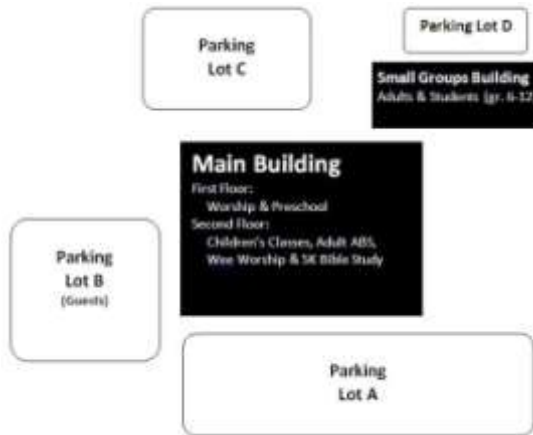 Parking
Lot C
Parking Lot D
Small Groups Building
Adults & Students (gr. 6-12
Main Building
First Floor:
Worship & Preschool
Second Floor:
Children's Classes, Adult ABS,
Wee Worship & SK Bible Study
Parking
Lot B
(Guests)
Parking
Lot A